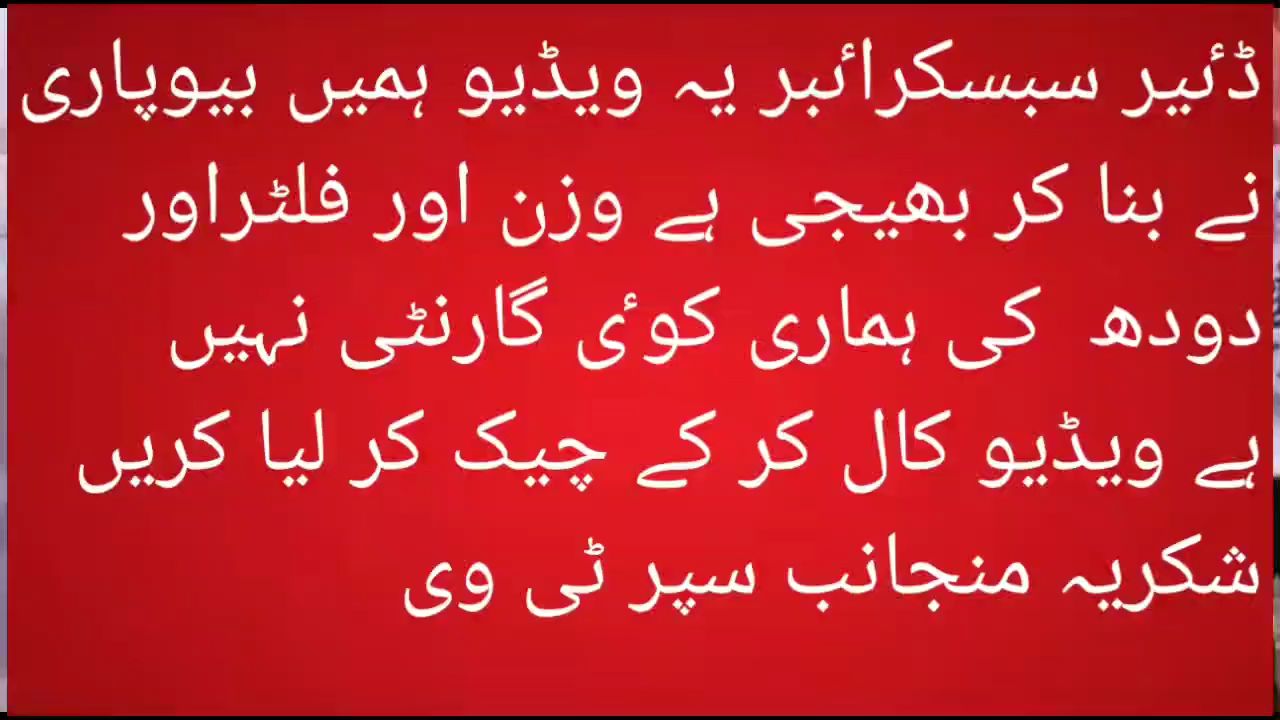 ڈئیر سبسکرائبر یہ ویڈیو ہمیں بیوپاری
نے بنا کر بھیجی ہے وزن اور فلٹراور
دودھ کی ہماری کوٸ گارنٹی نہیں
ہے ویڈیو کال کر کے چیک کر لیا کریں
شکریہ منجانب سپر ٹی وی